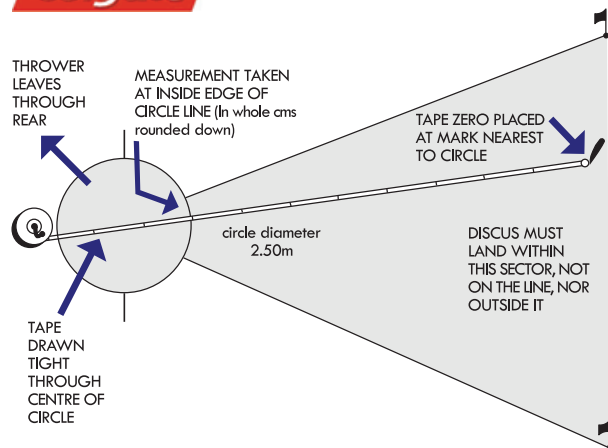 THROWER
LEAVES
THROUGH
REAR
MEASUREMENT TAKEN
AT INSIDE EDGE OF
CIRCLE LINE (In whole cms
rounded down)
TAPE ZERO PLACED
AT MARK NEAREST
TO CIRCLE
circle diameter
2.50m
DISCUS MUST
LAND WITHIN
THIS SECTOR, NOT
ON THE LINE, NOR
OUTSIDE IT
TAPE
DRAWN
TIGHT
THROUGH
CENTRE OF
CIRCLE